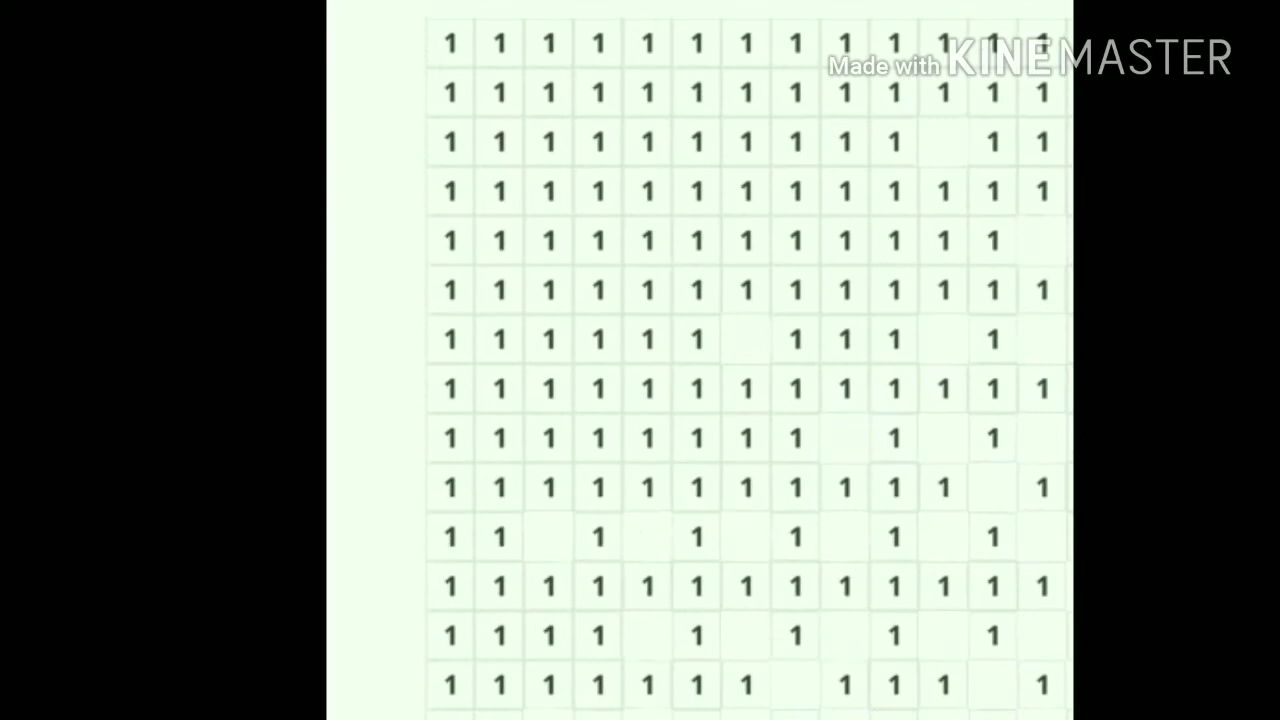 1 1 1 1 1 1 1 1 1 1 1 1 1
Made with KINEMASTER
1 1 1 1 1 1 1 1 1 1 1 1 1
1 1 1 1 1 1 1 1 1 1 1 1
1 1 1 1 1 1 1 1 1 1 1 1 1
1 1 1 1 1 1 1 1 1 1 1 1
1 1 1 1 1 1 1 1 1 1 1 1 1
1 1 1 1 1 1 1 1 1 1
1 1 1 1 1 1 1 1 1 1 1 1 1
1 1 1 1 1 1 1 1 1 1
1 1 1 1 1 1 1 1 1 1 1 1
1 1 1 1 1 1 1
1 1 1 1 1 1 1 1 1 1 1 1 1
1 1 1 1 1 1 1 1
1 1 1 1 1 1 1 1 1 1 1